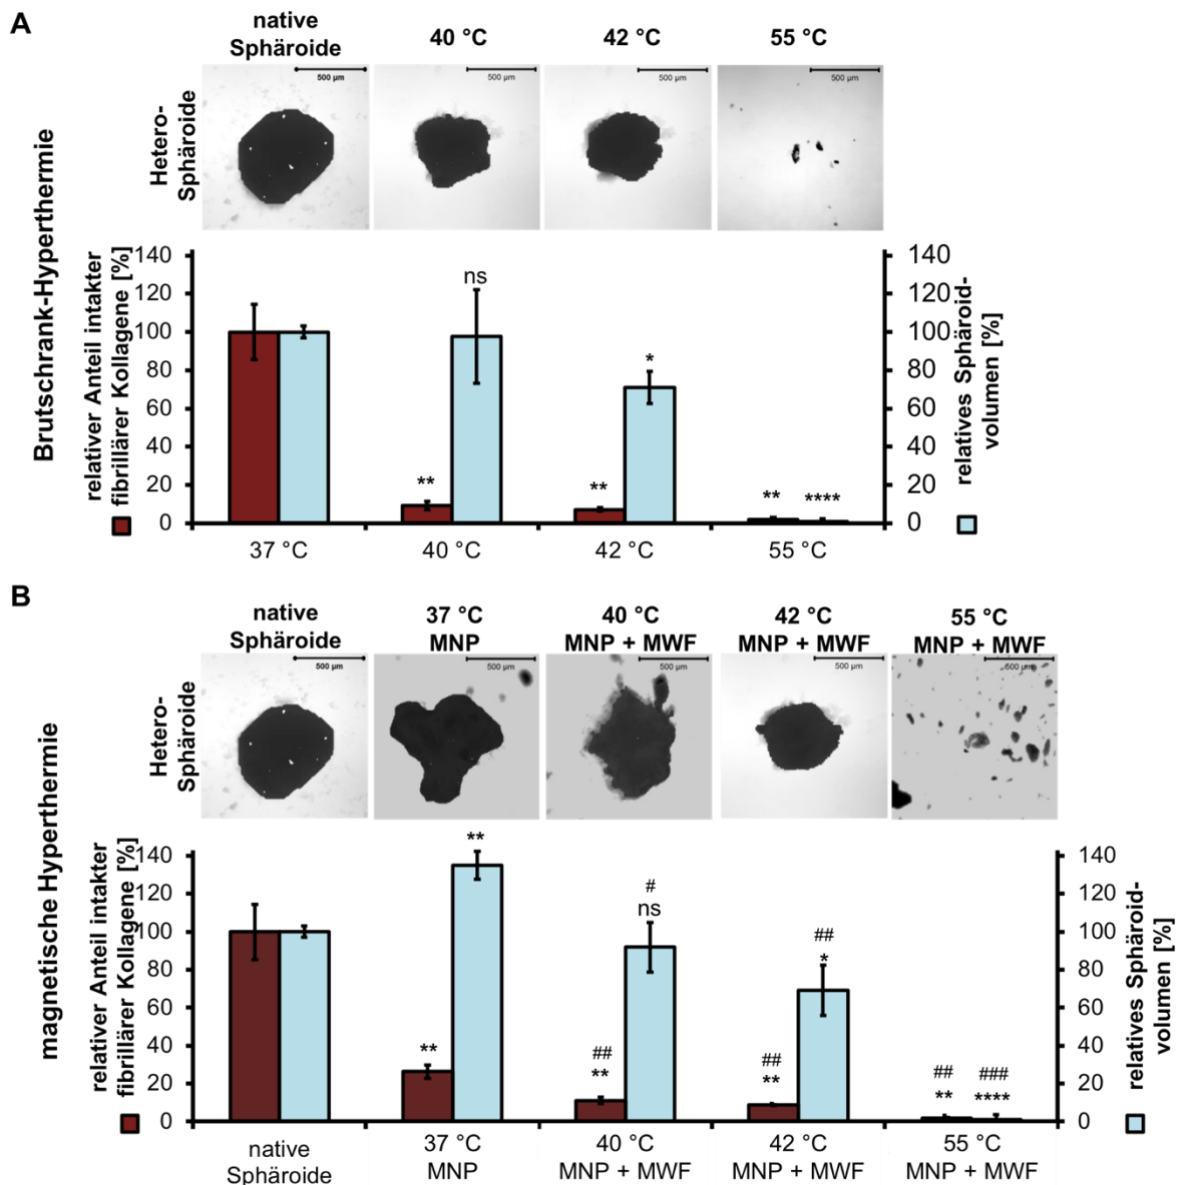 A
native
Sphäroide
40 °C
42 °C
55 °C
Hetero-
Sphäroide
500 µm
500 µm
500 µm
500 µm
Brutschrank-Hyperthermie
relativer Anteil intakter
fibrillärer Kollagene [%]
140
120
100
80
60
40
20
0
**
ns
**
*
**
****
140
120
100
80
60
40
20
0
relatives Sphäroid-
volumen [%]
37 °C
40 °C
42 °C
55 °C
B
native
Sphäroide
37 °C
MNP
40 °C
MNP + MWF
42 °C
MNP + MWF
55 °C
MNP + MWF
Hetero-
Sphäroide
500 µm
500 µm
500 µm
500 µm
500 µm
magnetische Hyperthermie
relativer Anteil intakter
fibrillärer Kollagene [%]
140
120
100
80
60
40
20
0
**
**
##
**
#
ns
##
**
##
*
##
**
###
****
140
120
100
80
60
40
20
0
relatives Sphäroid-
volumen [%]
native
Sphäroide
37 °C
MNP
40 °C
MNP + MWF
42 °C
MNP + MWF
55 °C
MNP + MWF